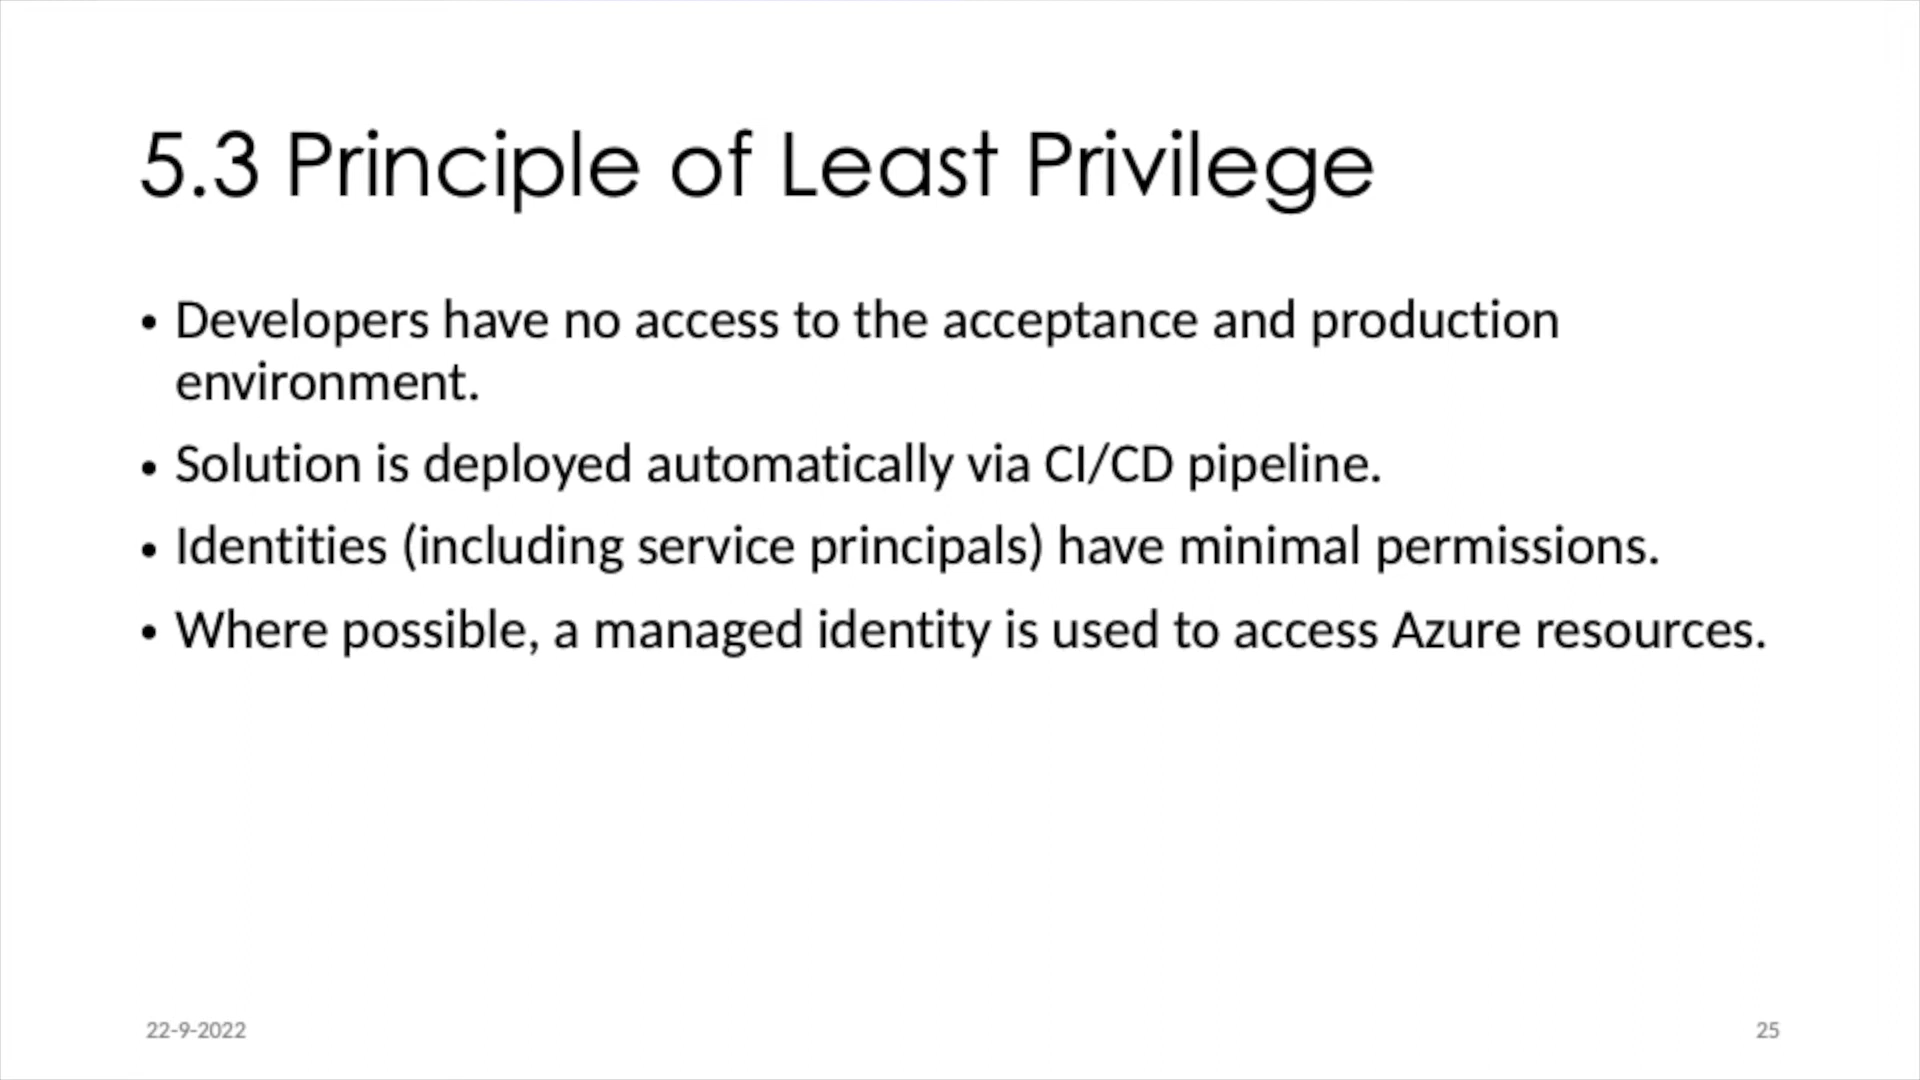 5.3 Principle of Least Privilege
• Developers have no access to the acceptance and production
environment.
• Solution is deployed automatically via CI/CD pipeline.
• Identities (including service principals) have minimal permissions.
• Where possible, a managed identity is used to access Azure resources.
22-9-2022
25